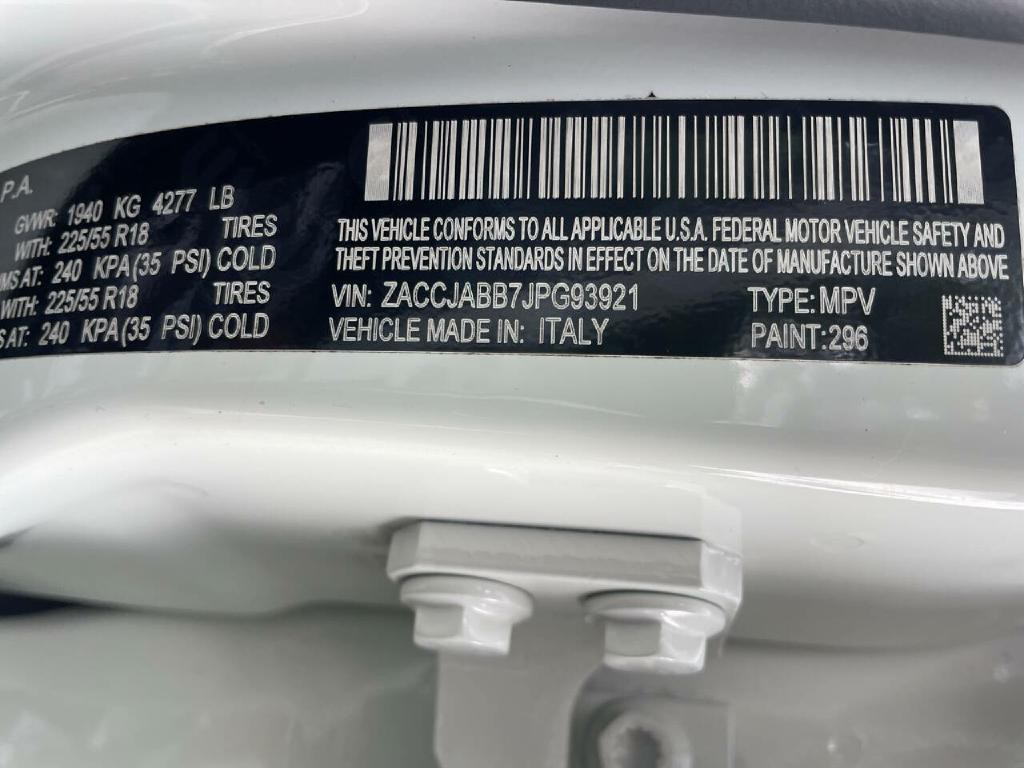 P.A.
GVWR: 1940 KG 4277 LB
WITH: 225/55 R18 TIRES
AT: 240 KPA(35 PSI) COLD
WITH: 225/55 R18 TIRES
AT: 240 KPA(35 PSI) COLD
THIS VEHICLE CONFORMS TO ALL APPLICABLE U.S.A. FEDERAL MOTOR VEHICLE SAFETY AND
THEFT PREVENTION STANDARDS IN EFFECT ON THE DATE OF MANUFACTURE SHOWN ABOVE
VIN: ZACCJABB7JPG93921 TYPE: MPV
VEHICLE MADE IN: ITALY PAINT:296